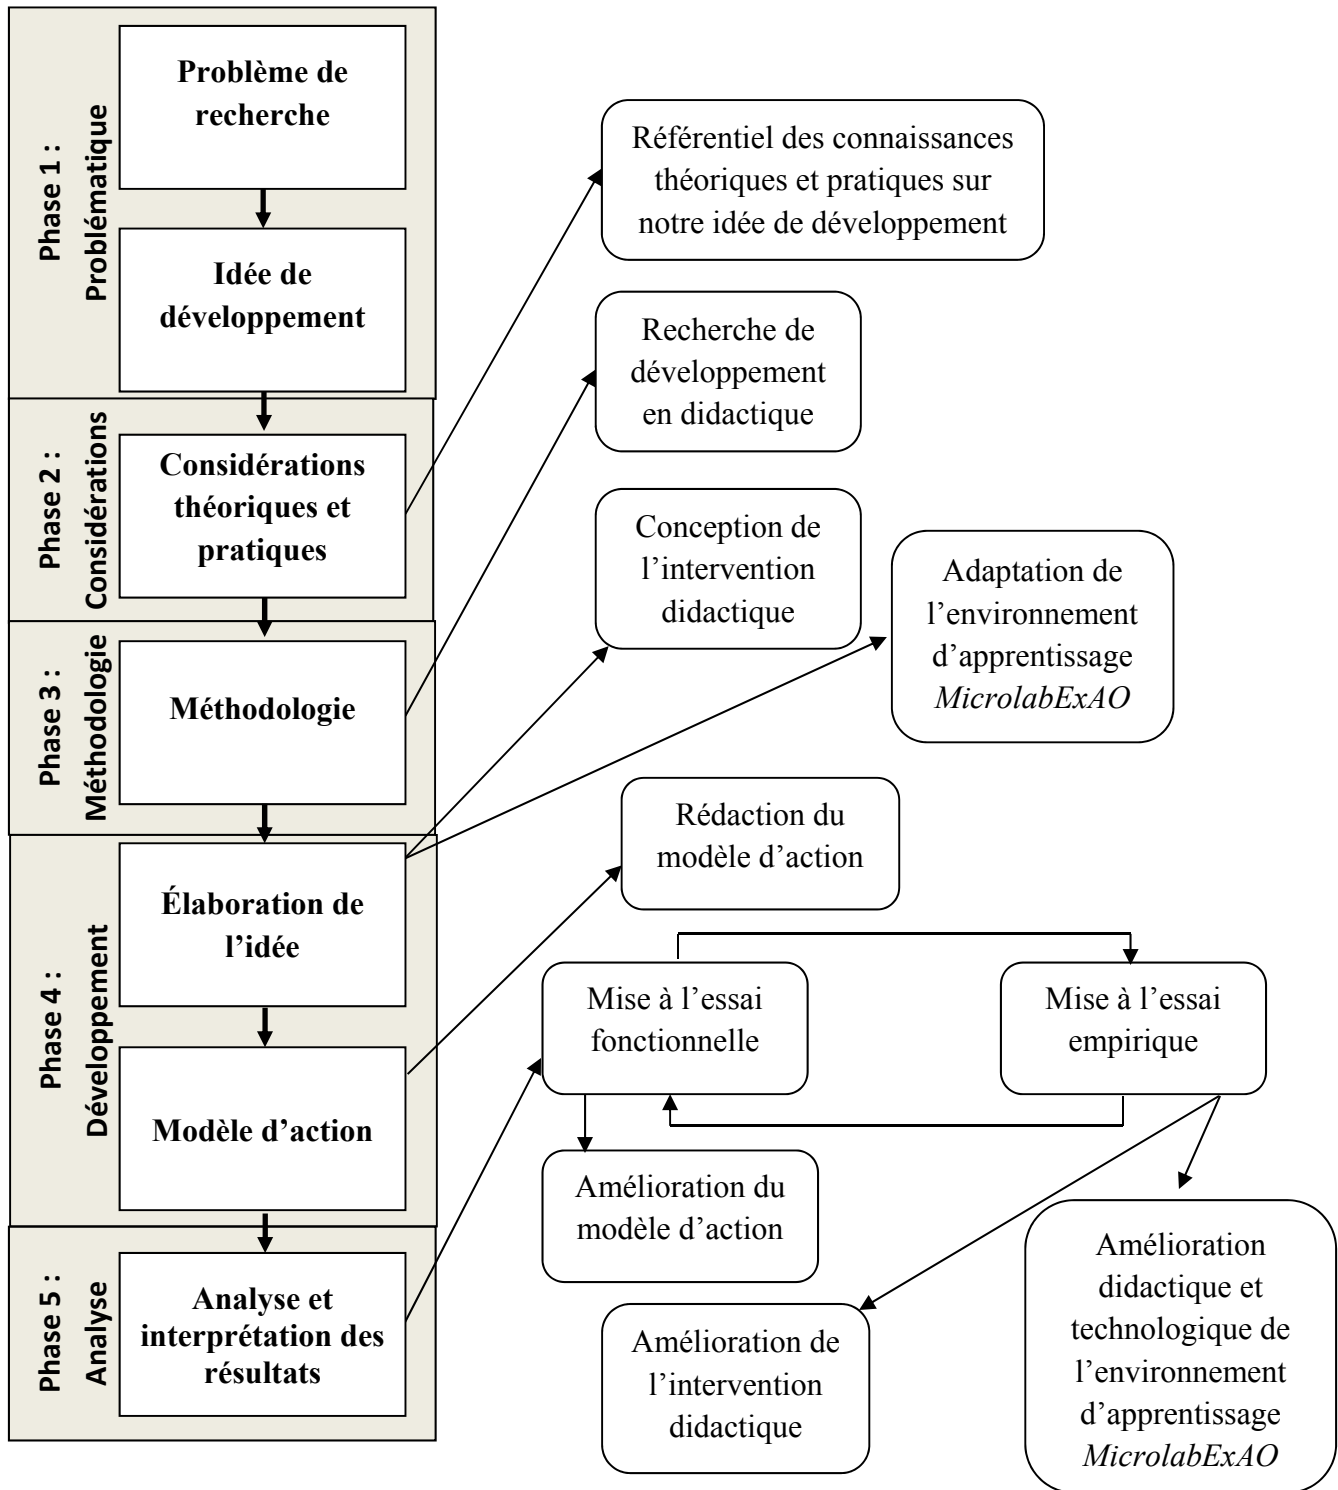 Phase 1 :
Problématique
Problème de
recherche
Idée de
développement
Phase 2 :
Considérations
Considérations
théoriques et
pratiques
Phase 3 :
Méthodologie
Méthodologie
Phase 4 :
Développement
Élaboration de
l’idée
Modèle d’action
Phase 5 :
Analyse
Analyse et
interprétation des
résultats
Référentiel des connaissances
théoriques et pratiques sur
notre idée de développement
Recherche de
développement
en didactique
Conception de
l’intervention
didactique
Adaptation de
l’environnement
d’apprentissage
MicrolabExAO
Rédaction du
modèle d’action
Mise à l’essai
fonctionnelle
Mise à l’essai
empirique
Amélioration du
modèle d’action
Amélioration de
l’intervention
didactique
Amélioration
didactique et
technologique de
l’environnement
d’apprentissage
MicrolabExAO